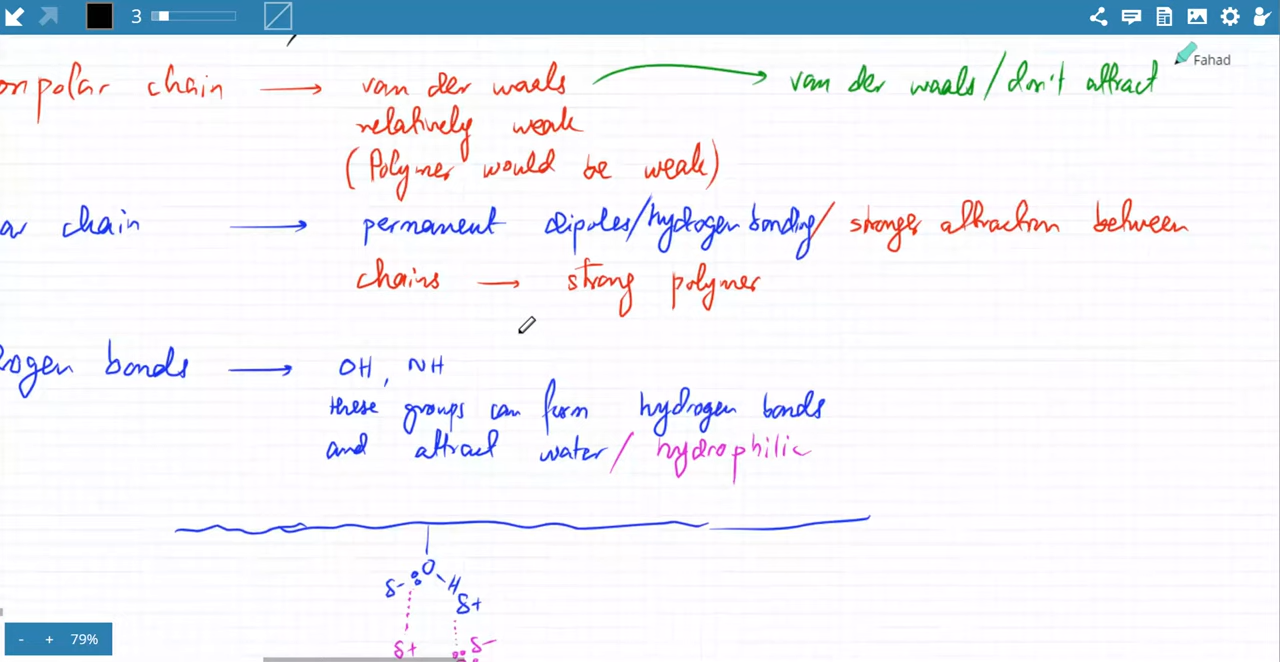 3
Fahad
onpolar chain → van der waals → van der waals/don't attract
relatively weak
(Polymer would be weak)
ar chain → permanent dipoles/hydrogen bonding/ stronger attraction between
chains → strong polymer
rogen bonds → OH, NH
these groups can form hydrogen bonds
and attract water/ hydrophilic
δ- O H
δ+
δ+ δ-
- + 79%